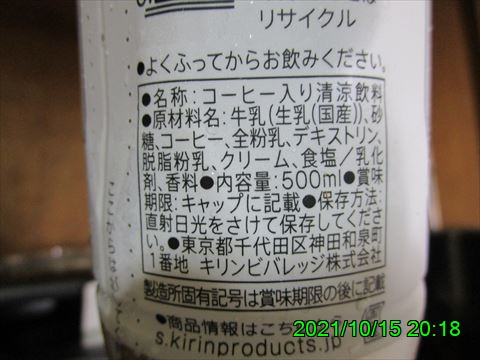 リサイクル
●よくふってからお飲みください。
●名称:コーヒー入り清涼飲料
●原材料名:牛乳(生乳(国産))、砂
糖、コーヒー、全粉乳、デキストリン、
脱脂粉乳、クリーム、食塩/乳化
剤、香料●内容量:500ml●賞味
期限:キャップに記載●保存方法:
直射日光をさけて保存してくださ
い。●東京都千代田区神田和泉町
1番地 キリンビバレッジ株式会社
製造所固有記号は賞味期限の後に記載
●商品情報はこちら
s.kirinproducts.jp
2021/10/15 20:18